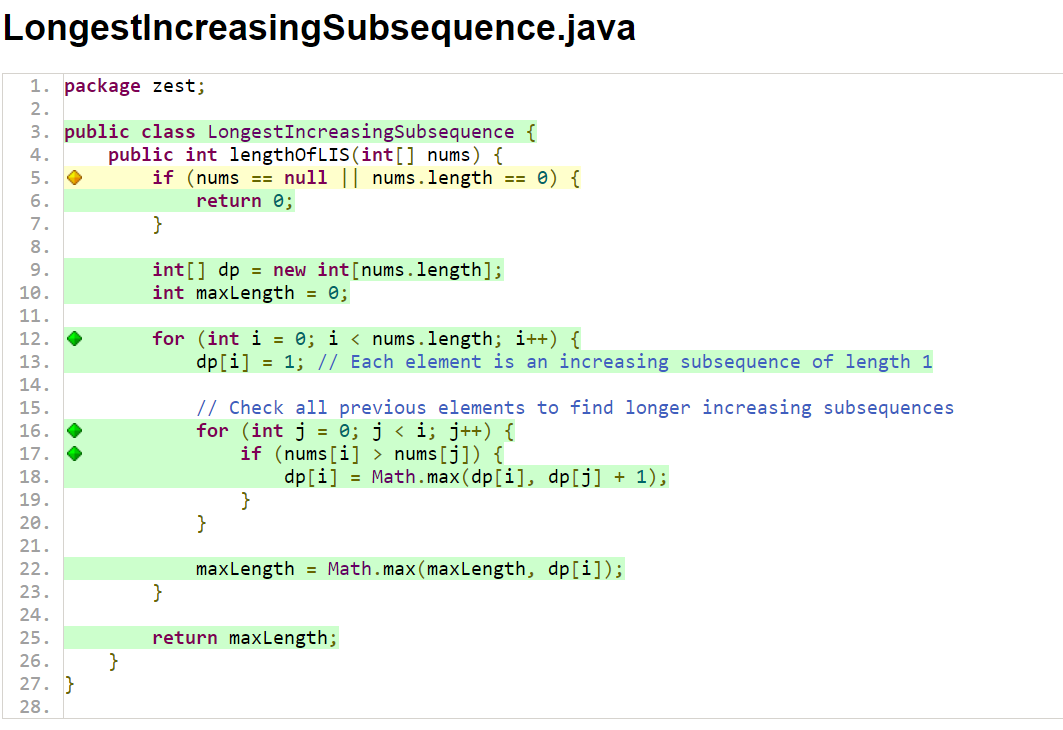 LongestIncreasingSubsequence.java
1. package zest;
2.
3. public class LongestIncreasingSubsequence {
4.     public int lengthOfLIS(int[] nums) {
5.         if (nums == null || nums.length == 0) {
6.             return 0;
7.         }
8.
9.         int[] dp = new int[nums.length];
10.         int maxLength = 0;
11.
12.         for (int i = 0; i < nums.length; i++) {
13.             dp[i] = 1; // Each element is an increasing subsequence of length 1
14.
15.             // Check all previous elements to find longer increasing subsequences
16.             for (int j = 0; j < i; j++) {
17.                 if (nums[i] > nums[j]) {
18.                     dp[i] = Math.max(dp[i], dp[j] + 1);
19.                 }
20.             }
21.
22.             maxLength = Math.max(maxLength, dp[i]);
23.         }
24.
25.         return maxLength;
26.     }
27. }
28.